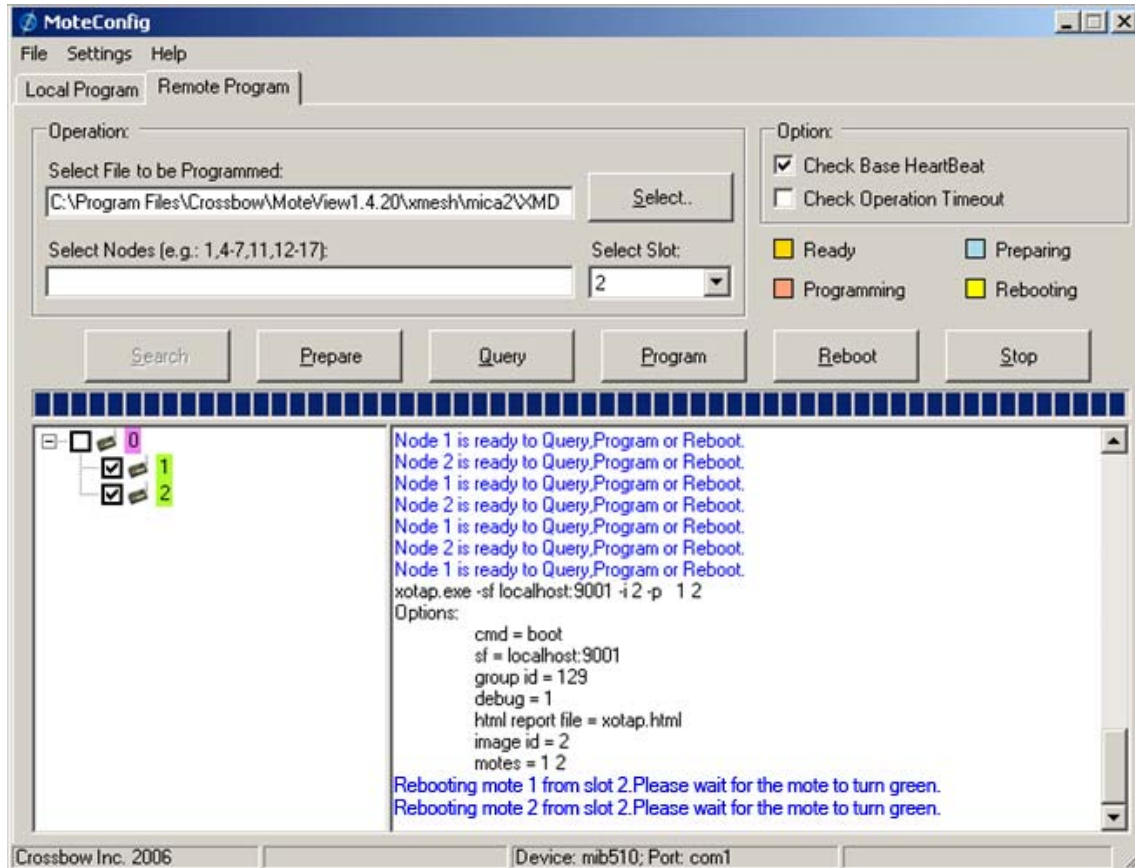 MoteConfig
File Settings Help
Local Program Remote Program
Operation:
Select File to be Programmed:
C:\Program Files\Crossbow\MoteView1.4.20\xmesh\mica2\XMD
Select..
Select Nodes (e.g.: 1,4-7,11,12-17):
Select Slot:
2
Option:
Check Base HeartBeat
Check Operation Timeout
Ready Preparing
Programming Rebooting
Search Prepare Query Program Reboot Stop
0
1
2
Node 1 is ready to Query,Program or Reboot.
Node 2 is ready to Query,Program or Reboot.
Node 1 is ready to Query,Program or Reboot.
Node 2 is ready to Query,Program or Reboot.
Node 1 is ready to Query,Program or Reboot.
Node 2 is ready to Query,Program or Reboot.
Node 1 is ready to Query,Program or Reboot.
xotap.exe -sf localhost:9001 -i 2 -p 1 2
Options:
cmd = boot
sf = localhost:9001
group id = 129
debug = 1
html report file = xotap.html
image id = 2
motes = 1 2
Rebooting mote 1 from slot 2.Please wait for the mote to turn green.
Rebooting mote 2 from slot 2.Please wait for the mote to turn green.
Crossbow Inc. 2006 Device: mib510; Port: com1